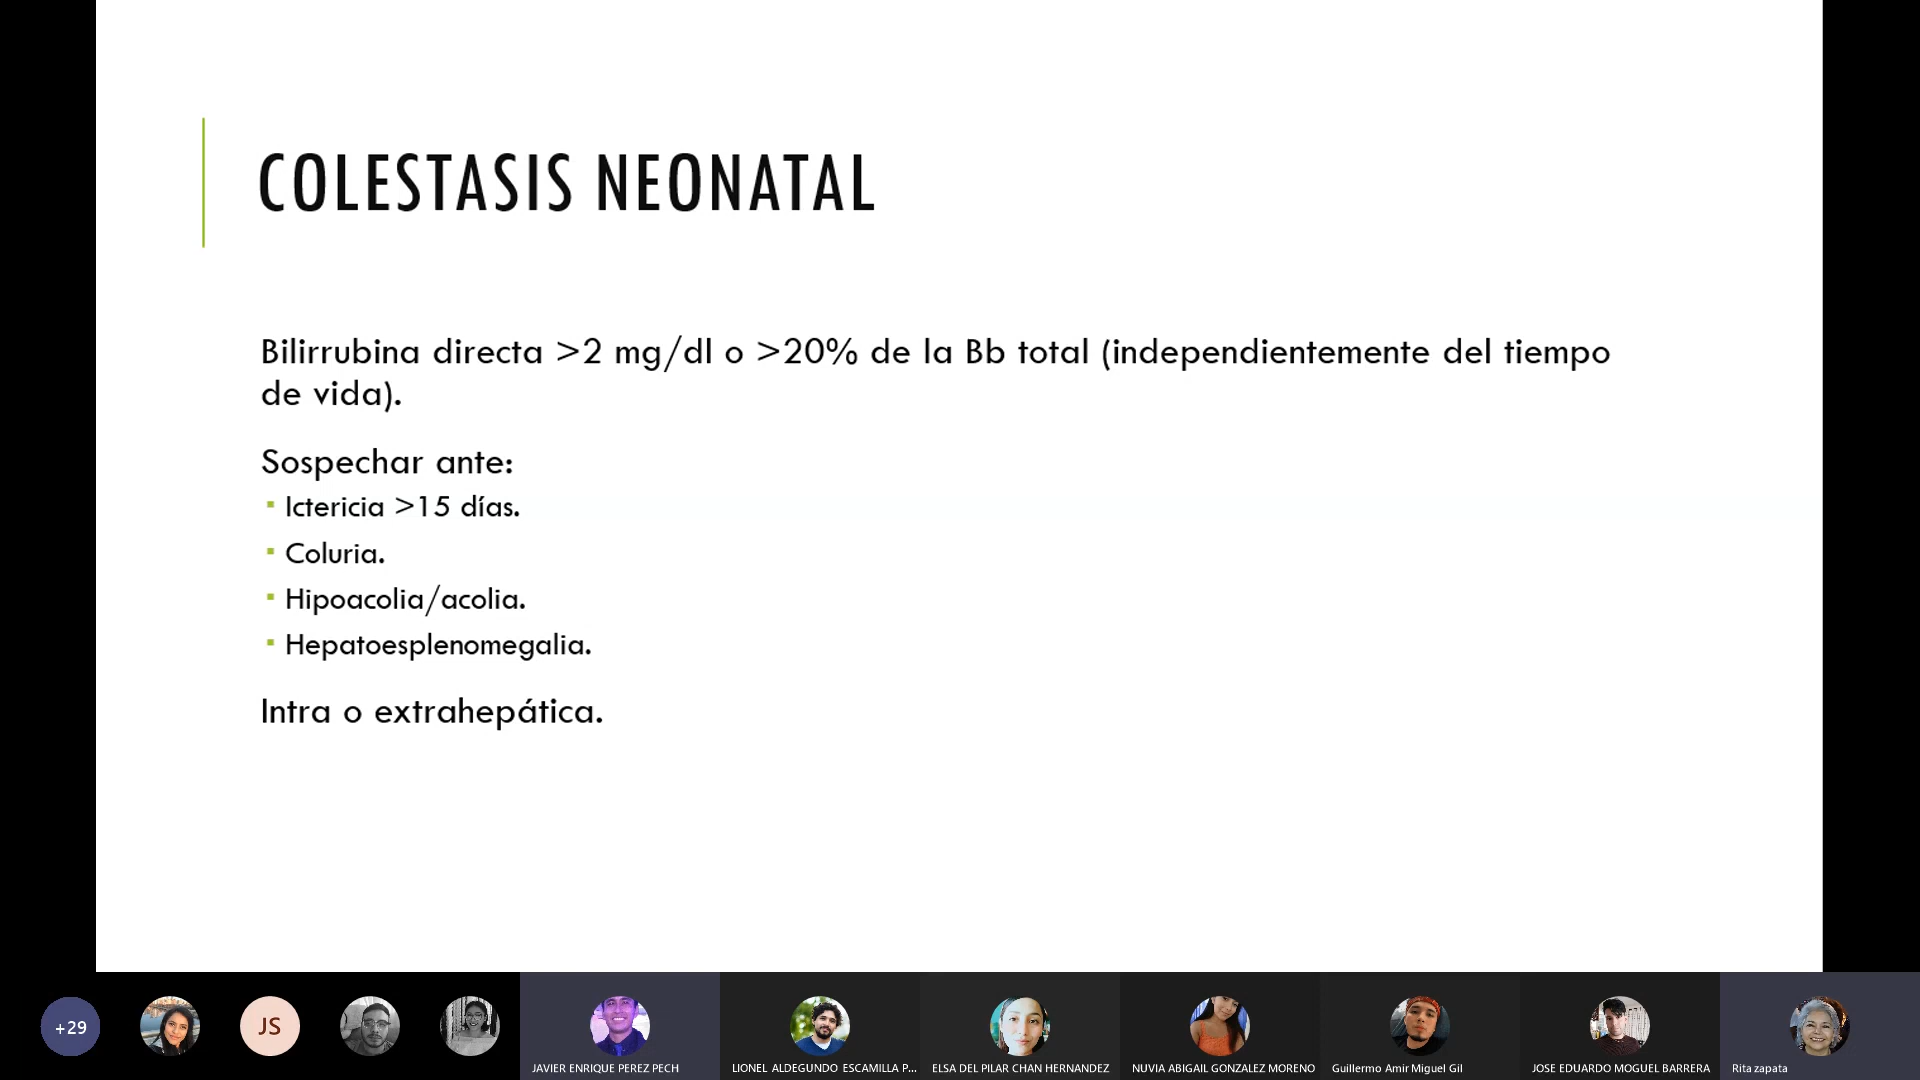 COLESTASIS NEONATAL
Bilirrubina directa >2 mg/dl o >20% de la Bb total (independientemente del tiempo
de vida).
Sospechar ante:
▪ Ictericia >15 días.
▪ Coluria.
▪ Hipoacolia/acolia.
▪ Hepatoesplenomegalia.
Intra o extrahepática.
+29
JS
JAVIER ENRIQUE PEREZ PECH
LIONEL ALDEGUNDO ESCAMILLA P...
ELSA DEL PILAR CHAN HERNANDEZ
NUVIA ABIGAIL GONZALEZ MORENO
Guillermo Amir Miguel Gil
JOSE EDUARDO MOGUEL BARRERA
Rita zapata